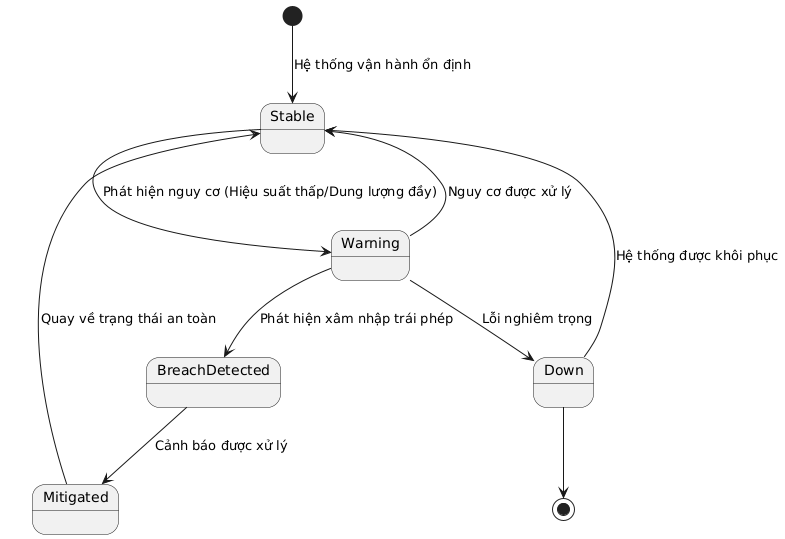 Hệ thống vận hành ổn định
Stable
Phát hiện nguy cơ (Hiệu suất thấp/Dung lượng đầy)
Nguy cơ được xử lý
Warning
Hệ thống được khôi phục
Quay về trạng thái an toàn
Phát hiện xâm nhập trái phép
Lỗi nghiêm trọng
BreachDetected
Down
Cảnh báo được xử lý
Mitigated